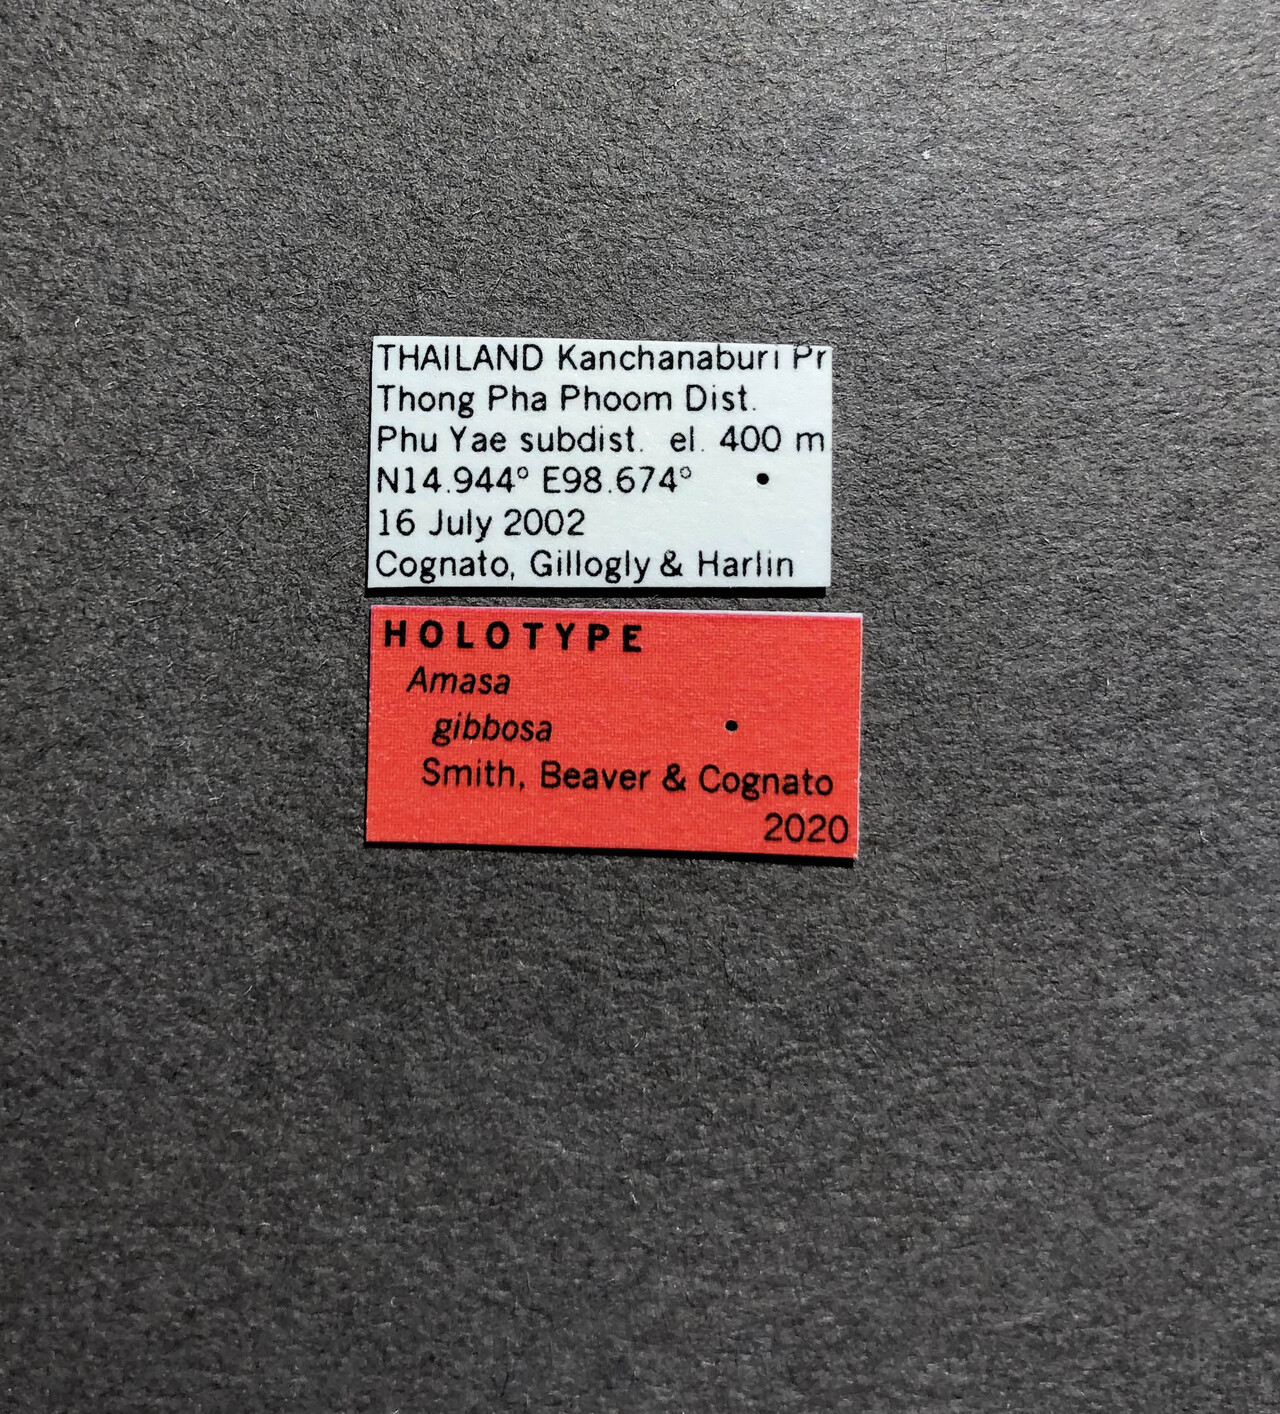 THAILAND Kanchanaburi Pr
Thong Pha Phoom Dist.
Phu Yae subdist. el. 400 m
N14.944° E98.674°
16 July 2002
Cognato, Gillogly & Harlin
HOLOTYPE
Amasa
gibbosa
Smith, Beaver & Cognato
2020